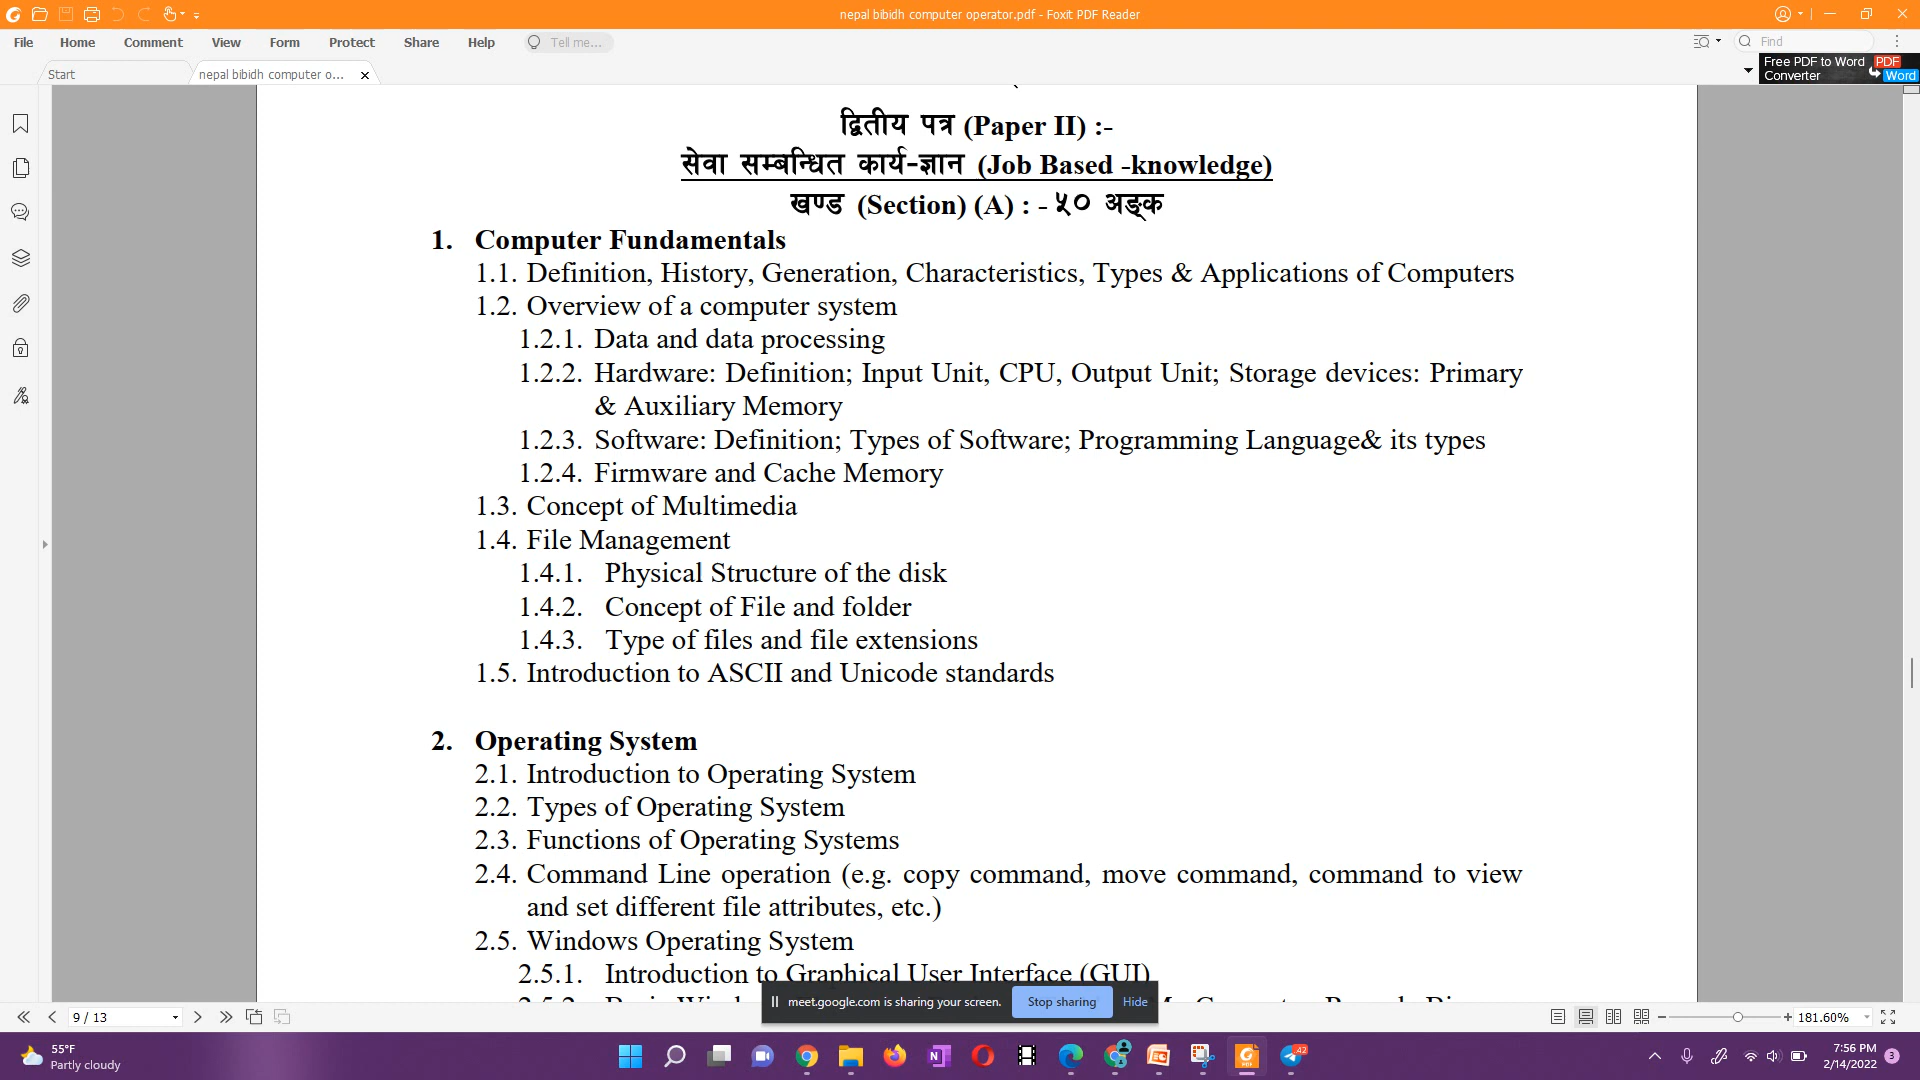 nepal bibidh computer operator.pdf - Foxit PDF Reader
File Home Comment View Form Protect Share Help Tell me... Find
Start nepal bibidh computer o...
Free PDF to Word Converter PDF Word
द्वितीय पत्र (Paper II) :-
सेवा सम्बन्धित कार्य-ज्ञान (Job Based -knowledge)
खण्ड (Section) (A) : - ५० अङ्क
1. Computer Fundamentals
1.1. Definition, History, Generation, Characteristics, Types & Applications of Computers
1.2. Overview of a computer system
1.2.1. Data and data processing
1.2.2. Hardware: Definition; Input Unit, CPU, Output Unit; Storage devices: Primary
& Auxiliary Memory
1.2.3. Software: Definition; Types of Software; Programming Language& its types
1.2.4. Firmware and Cache Memory
1.3. Concept of Multimedia
1.4. File Management
1.4.1. Physical Structure of the disk
1.4.2. Concept of File and folder
1.4.3. Type of files and file extensions
1.5. Introduction to ASCII and Unicode standards
2. Operating System
2.1. Introduction to Operating System
2.2. Types of Operating System
2.3. Functions of Operating Systems
2.4. Command Line operation (e.g. copy command, move command, command to view
and set different file attributes, etc.)
2.5. Windows Operating System
2.5.1. Introduction to Graphical User Interface (GUI)
meet.google.com is sharing your screen. Stop sharing Hide
9 / 13 181.60%
55°F
Partly cloudy
42
7:56 PM
2/14/2022 3